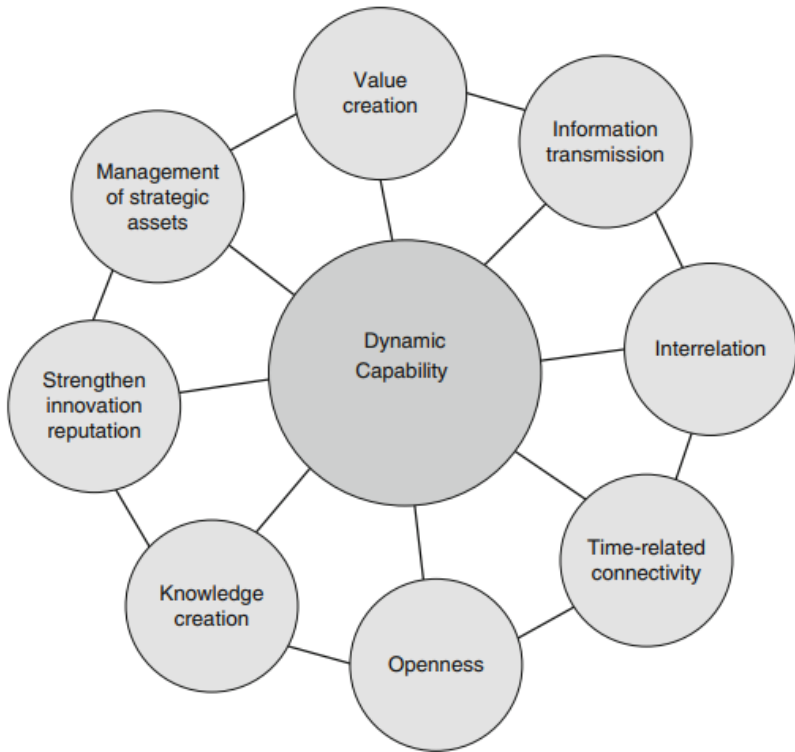 Value
creation
Information
transmission
Management
of strategic
assets
Dynamic
Capability
Interrelation
Strengthen
innovation
reputation
Time-related
connectivity
Knowledge
creation
Openness